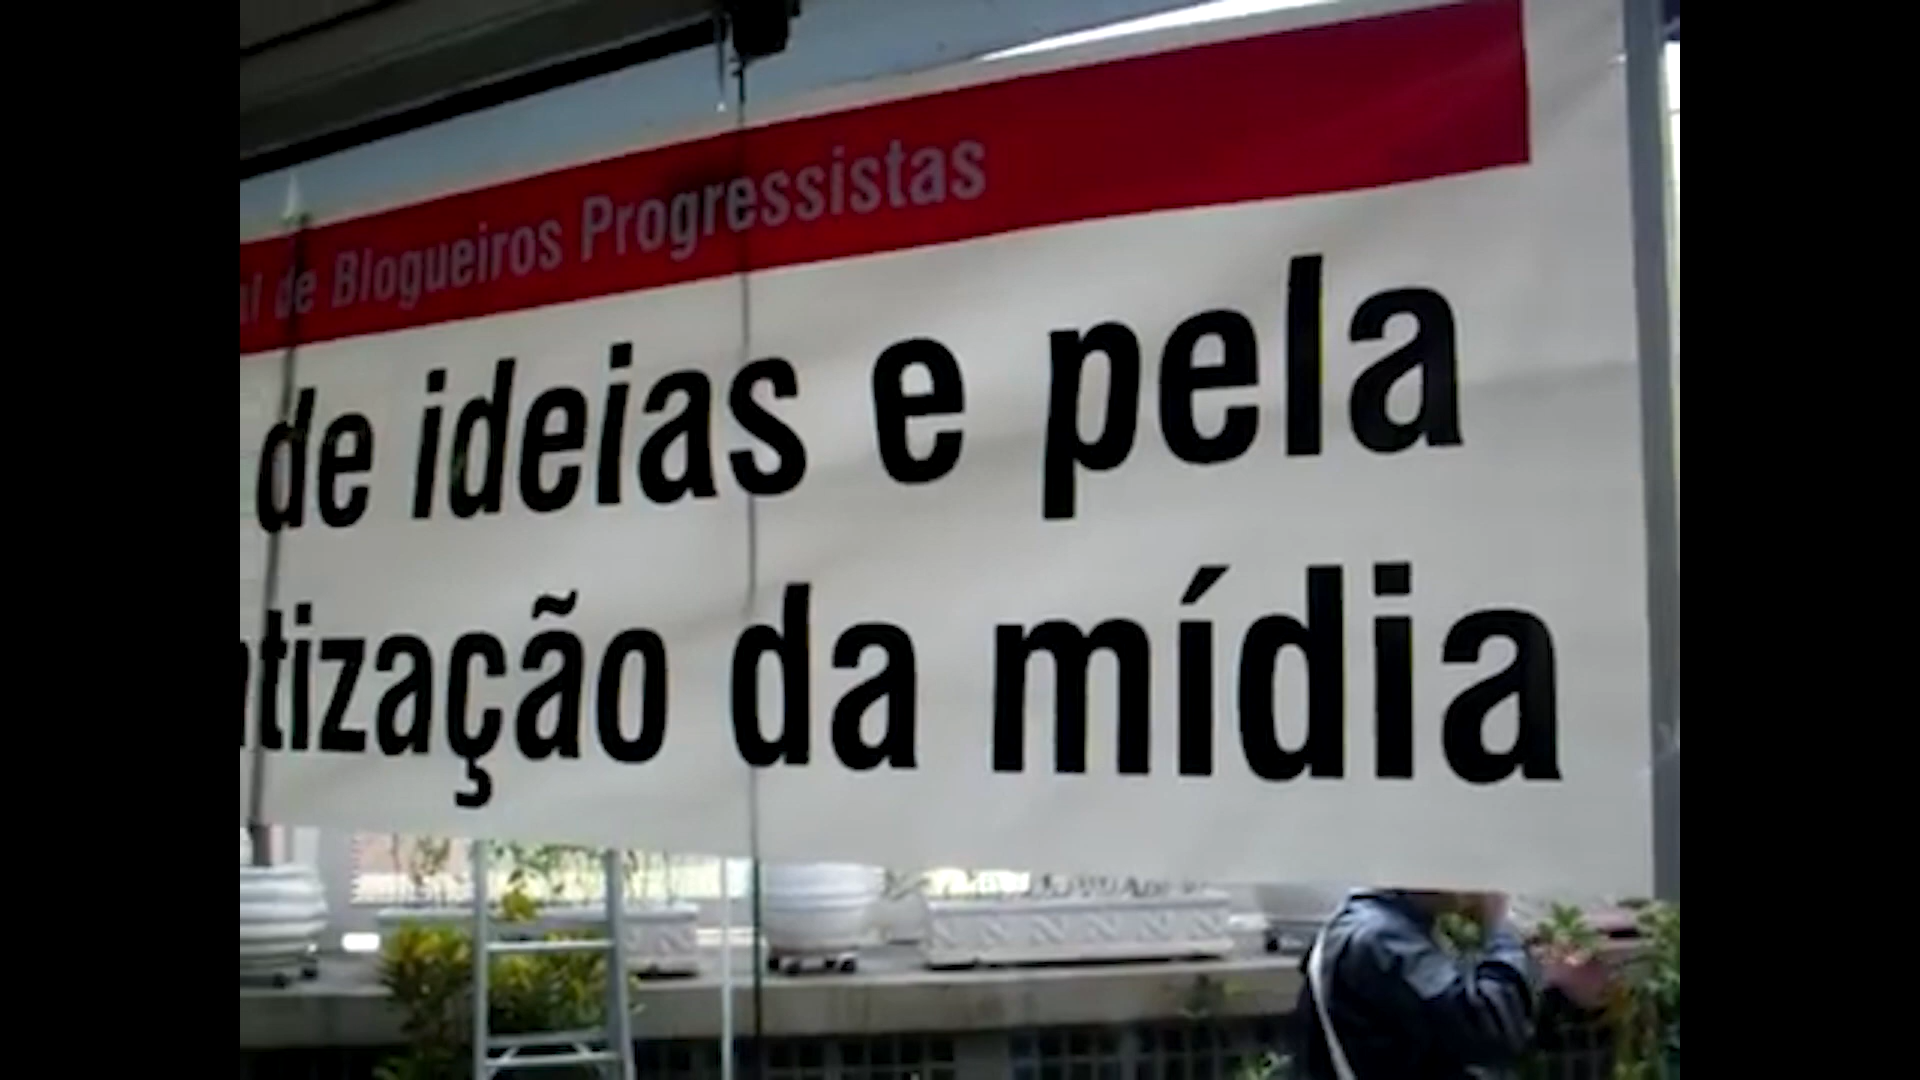 de Blogueiros Progressistas
de ideias e pela
tização da mídia